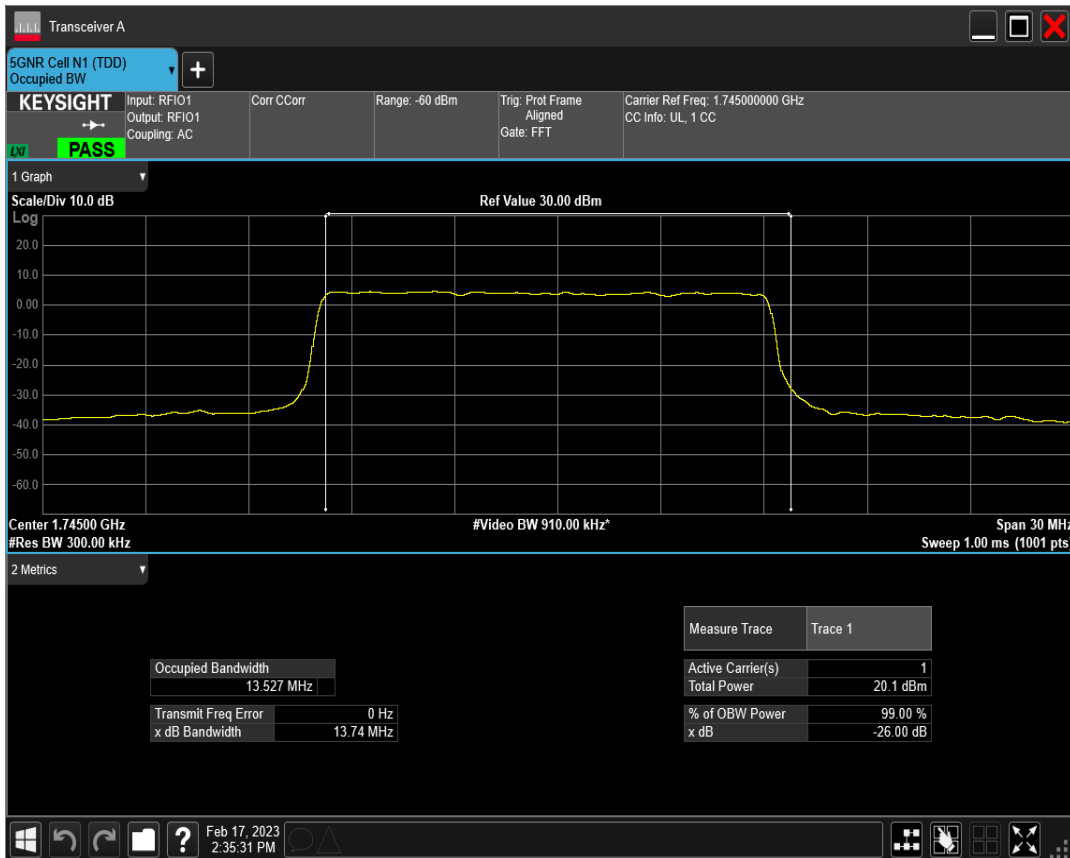 Transceiver A
5GNR Cell N1 (TDD)
Occupied BW
+
KEYSIGHT
LXI
PASS
Input: RFIO1
Output: RFIO1
Coupling: AC
Corr CCorr
Range: -60 dBm
Trig: Prot Frame
Aligned
Gate: FFT
Carrier Ref Freq: 1.745000000 GHz
CC Info: UL, 1 CC
1 Graph
Scale/Div 10.0 dB
Ref Value 30.00 dBm
Log
20.0
10.0
0.00
-10.0
-20.0
-30.0
-40.0
-50.0
-60.0
Center 1.74500 GHz
#Video BW 910.00 kHz*
Span 30 MHz
#Res BW 300.00 kHz
Sweep 1.00 ms (1001 pts)
2 Metrics
Measure Trace Trace 1
Occupied Bandwidth
13.527 MHz
Transmit Freq Error 0 Hz
x dB Bandwidth 13.74 MHz
Active Carrier(s) 1
Total Power 20.1 dBm
% of OBW Power 99.00 %
x dB -26.00 dB
?
Feb 17, 2023
2:35:31 PM